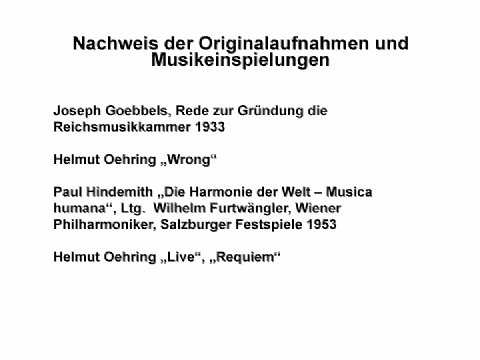 Nachweis der Originalaufnahmen und
Musikeinspielungen
Joseph Goebbels, Rede zur Gründung die
Reichsmusikkammer 1933
Helmut Oehring „Wrong“
Paul Hindemith „Die Harmonie der Welt – Musica
humana“, Ltg. Wilhelm Furtwängler, Wiener
Philharmoniker, Salzburger Festspiele 1953
Helmut Oehring „Live“, „Requiem“